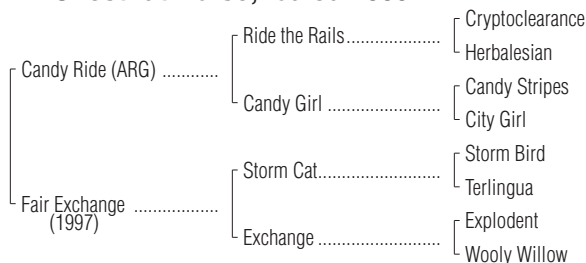 Cryptoclearance
Ride the Rails
Herbalesian
Candy Ride (ARG)
Candy Stripes
Candy Girl
City Girl
Storm Bird
Storm Cat
Terlingua
Fair Exchange
(1997)
Explodent
Exchange
Wooly Willow